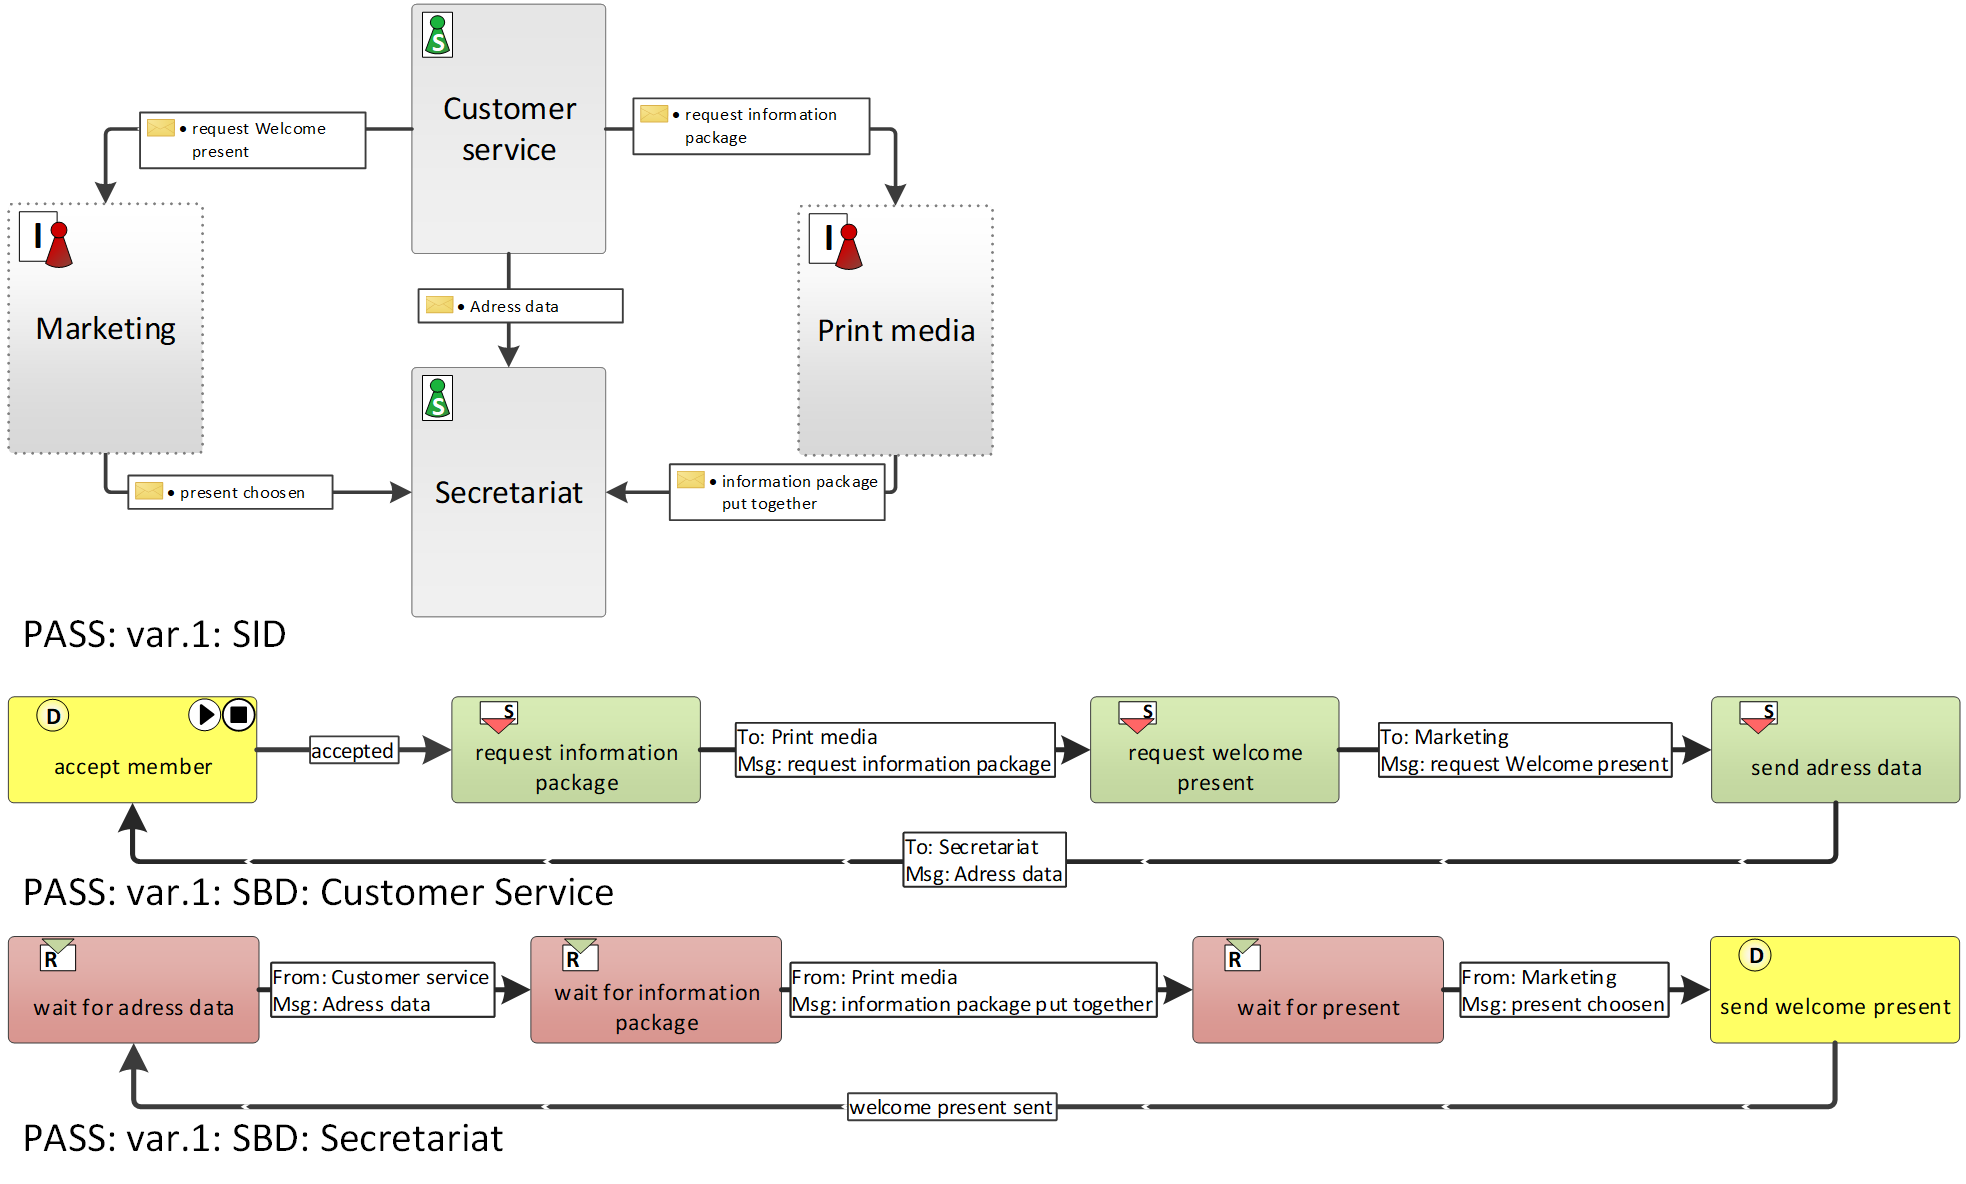 S
Customer
service
• request Welcome
present
• request information
package
I
Marketing
I
Print media
• Adress data
S
Secretariat
• present choosen
• information package
put together
PASS: var.1: SID
D
accept member
accepted
S
request information
package
To: Print media
Msg: request information package
S
request welcome
present
To: Marketing
Msg: request Welcome present
S
send adress data
To: Secretariat
Msg: Adress data
PASS: var.1: SBD: Customer Service
R
wait for adress data
From: Customer service
Msg: Adress data
R
wait for information
package
From: Print media
Msg: information package put together
R
wait for present
From: Marketing
Msg: present choosen
D
send welcome present
welcome present sent
PASS: var.1: SBD: Secretariat